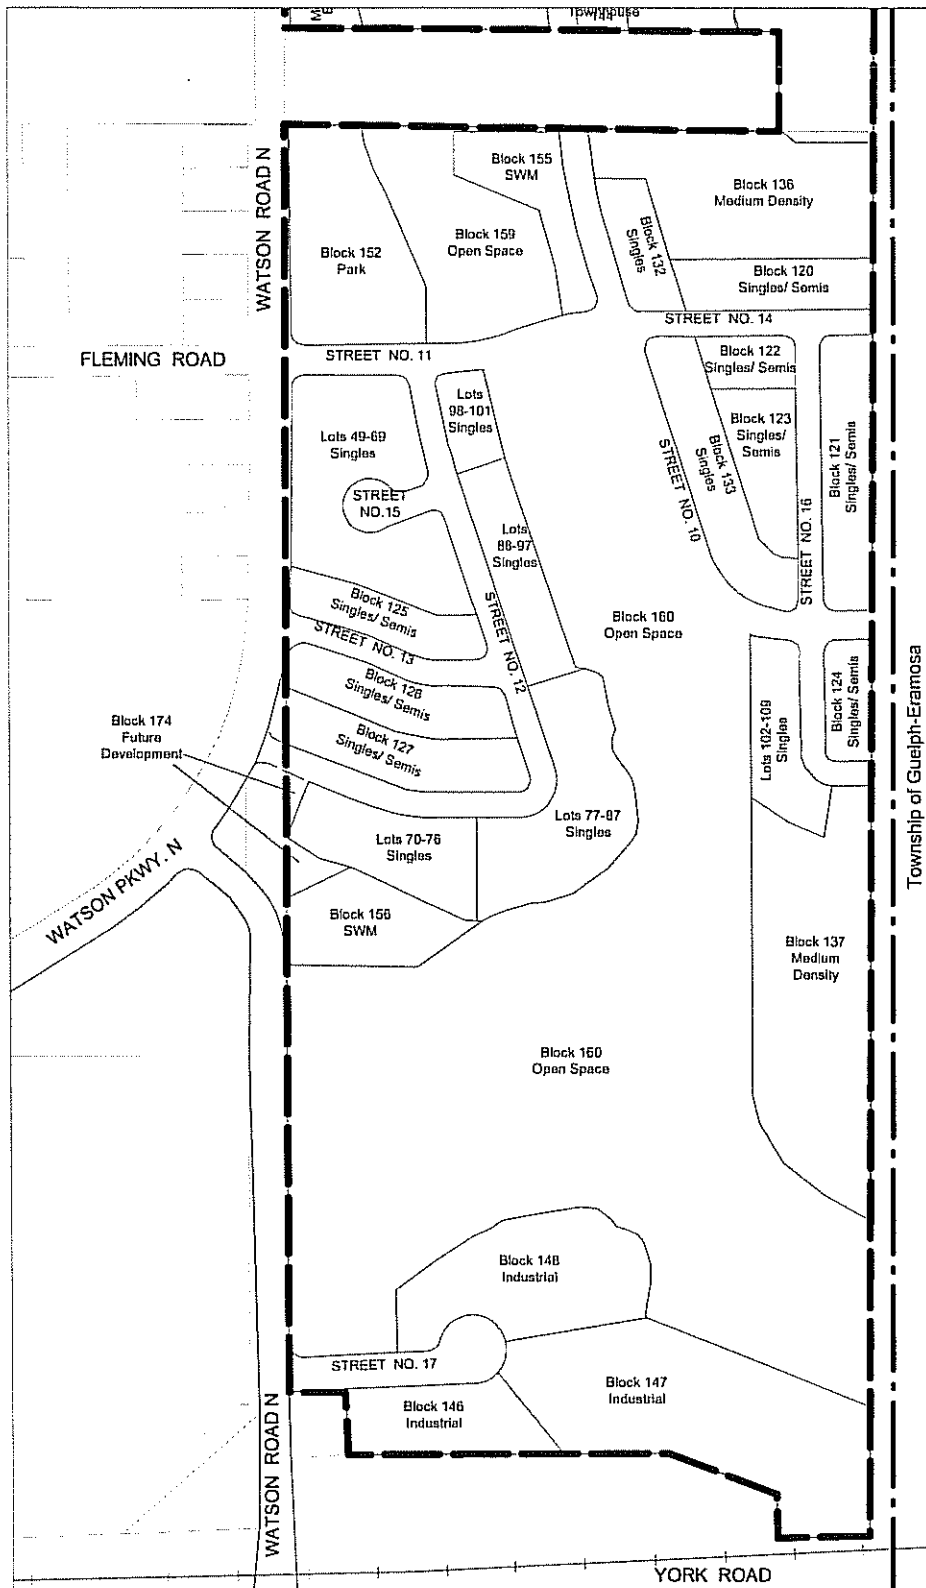 Townhouse
144
WATSON ROAD N
Block 155
SWM
Block 136
Medium Density
Block 159
Open Space
Block 152
Park
Block 132
Singles
Block 120
Singles/ Semis
STREET NO. 14
STREET NO. 11
FLEMING ROAD
Block 122
Singles/ Semis
Lots
98-101
Singles
Block 123
Singles/
Semis
Block 133
Singles
Block 121
Singles/ Semis
Lots 49-69
Singles
STREET
NO.15
STREET NO. 10
STREET NO. 16
Lots
88-97
Singles
Block 125
Singles/ Semis
STREET NO. 13
STREET NO. 12
Block 160
Open Space
Block 128
Singles/ Semis
Block 127
Singles/ Semis
Block 174
Future
Development
Lots 102-109
Singles
Block 124
Singles/ Semis
Township of Guelph-Eramosa
Lots 77-87
Singles
Lots 70-76
Singles
WATSON PKWY. N
Block 156
SWM
Block 137
Medium
Density
Block 160
Open Space
Block 148
Industrial
STREET NO. 17
Block 147
Industrial
Block 146
Industrial
WATSON ROAD N
YORK ROAD